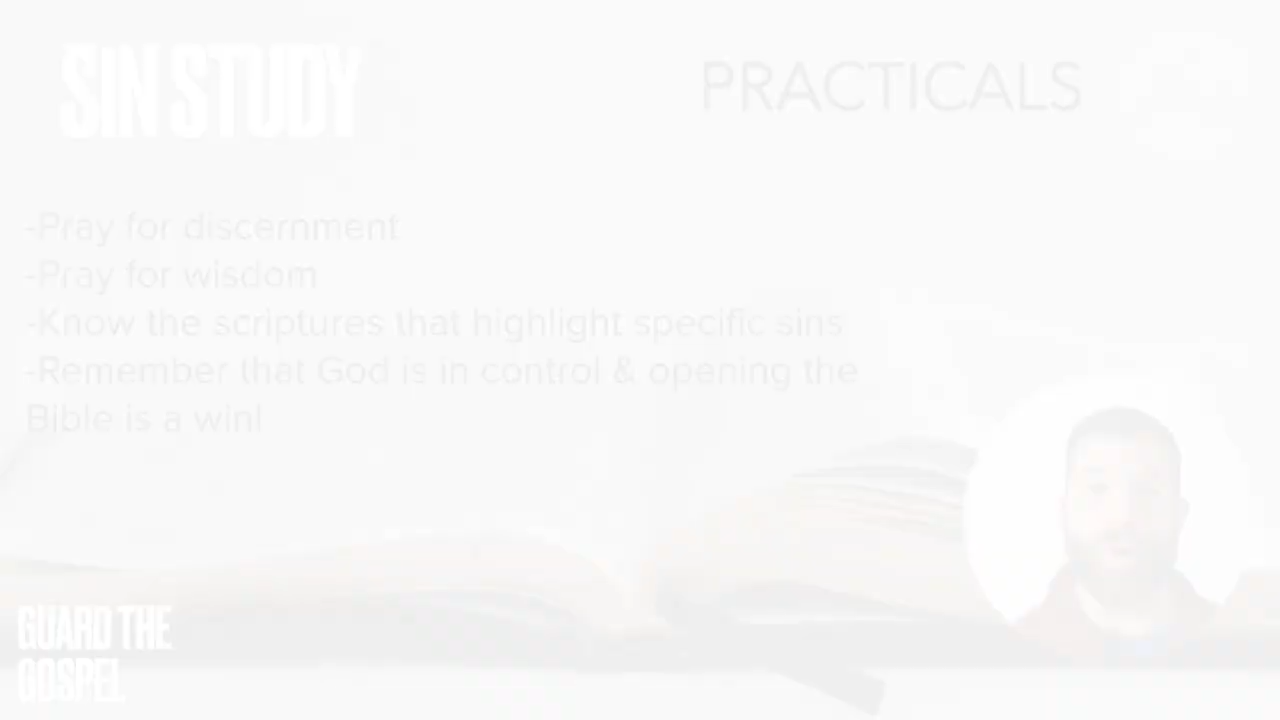 SIN STUDY
PRACTICALS
-Pray for discernment
-Pray for wisdom
-Know the scriptures that highlight specific sins
-Remember that God is in control & opening the
Bible is a win!
GUARD THE
GOSPEL